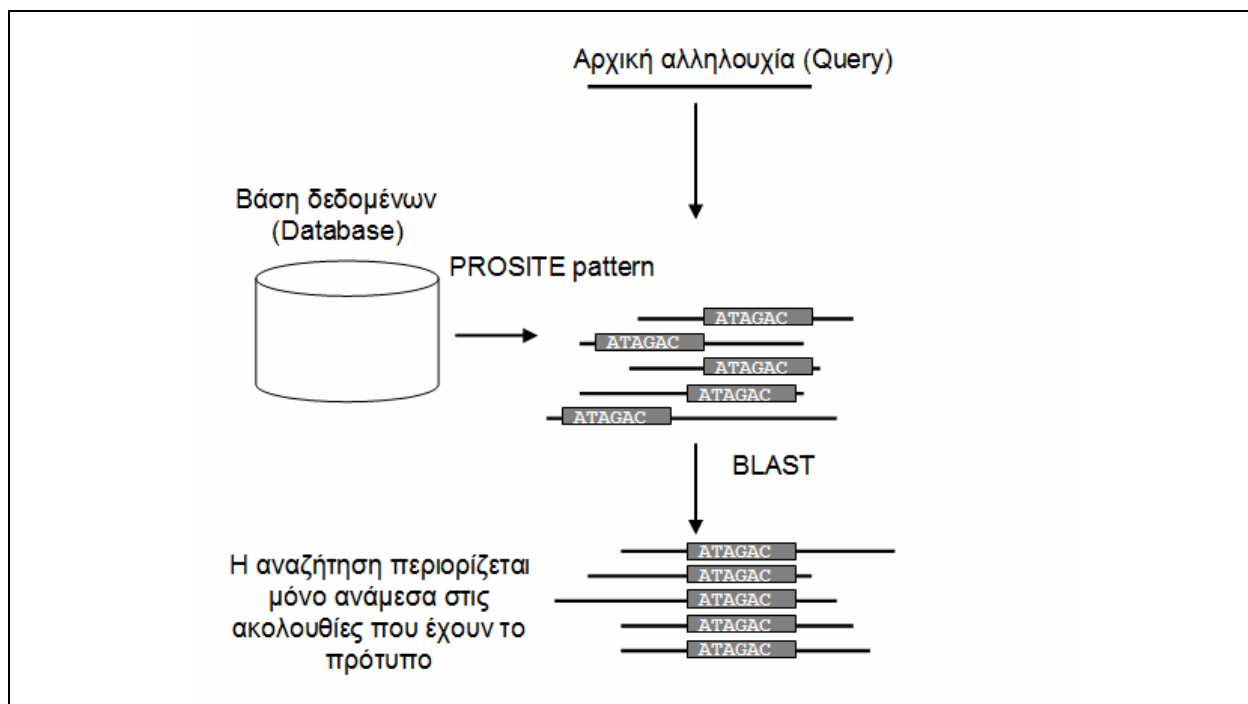 Αρχική αλληλουχία (Query)
Βάση δεδομένων
(Database)
PROSITE pattern
ATAGAC
ATAGAC
ATAGAC
ATAGAC
ATAGAC
BLAST
Η αναζήτηση περιορίζεται
μόνο ανάμεσα στις
ακολουθίες που έχουν το
πρότυπο
ATAGAC
ATAGAC
ATAGAC
ATAGAC
ATAGAC